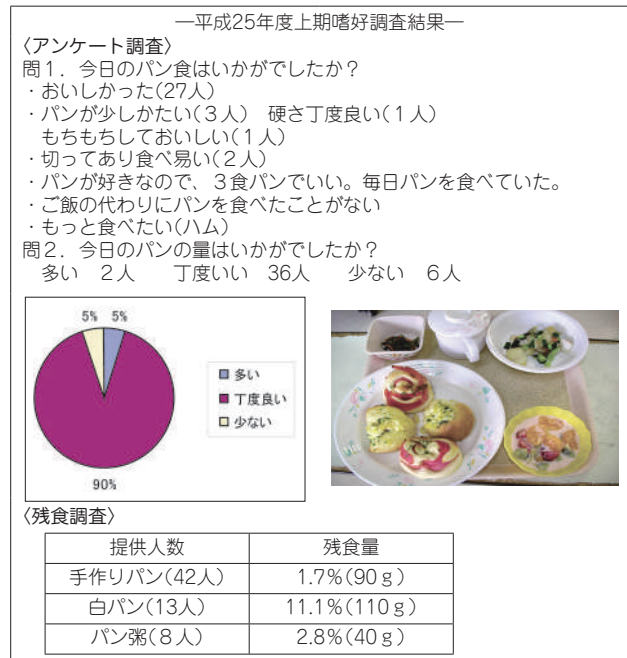 ―平成25年度上期嗜好調査結果―
〈アンケート調査〉
問1．今日のパン食はいかがでしたか？
・おいしかった(27人)
・パンが少しかたい(3人)　硬さ丁度良い(1人)
もちもちしておいしい(1人)
・切ってあり食べ易い(2人)
・パンが好きなので、3食パンでいい。毎日パンを食べていた。
・ご飯の代わりにパンを食べたことがない
・もっと食べたい(ハム)
問2．今日のパンの量はいかがでしたか？
多い　2人　　丁度いい　36人　　少ない　6人
5%　5%
多い
丁度良い
少ない
90%
〈残食調査〉
提供人数　残食量
手作りパン(42人)　1.7%(90ｇ)
白パン(13人)　11.1%(110ｇ)
パン粥(8人)　2.8%(40ｇ)